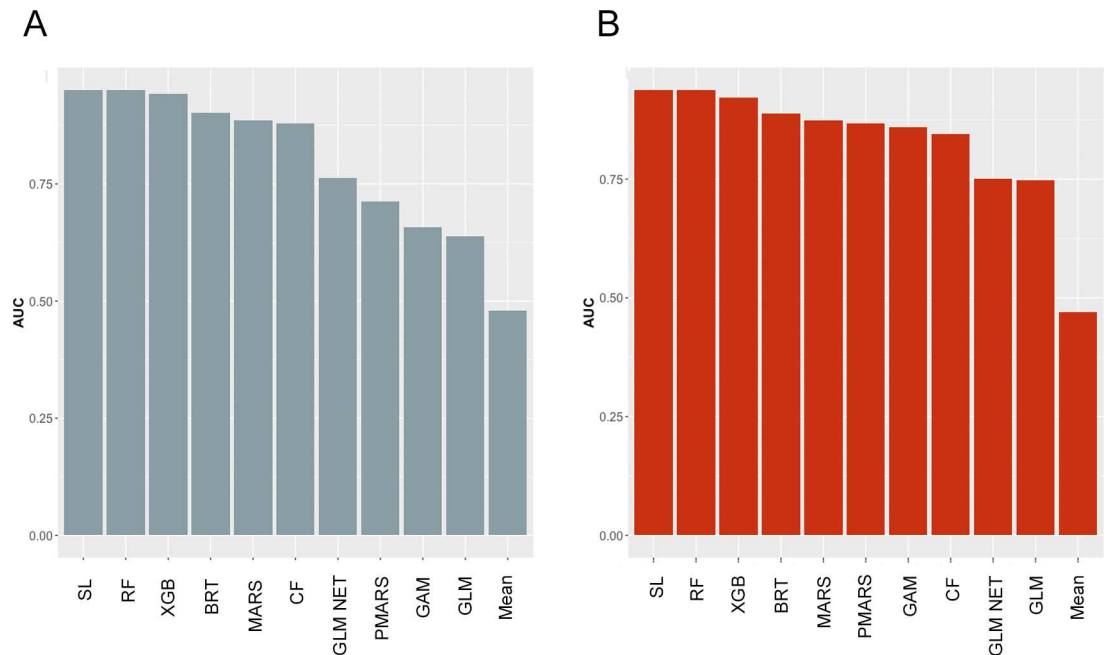 A
AUC
0.75
0.50
0.25
0.00
SL
RF
XGB
BRT
MARS
CF
GLM NET
PMARS
GAM
GLM
Mean
B
AUC
0.75
0.50
0.25
0.00
SL
RF
XGB
BRT
MARS
PMARS
GAM
CF
GLM NET
GLM
Mean